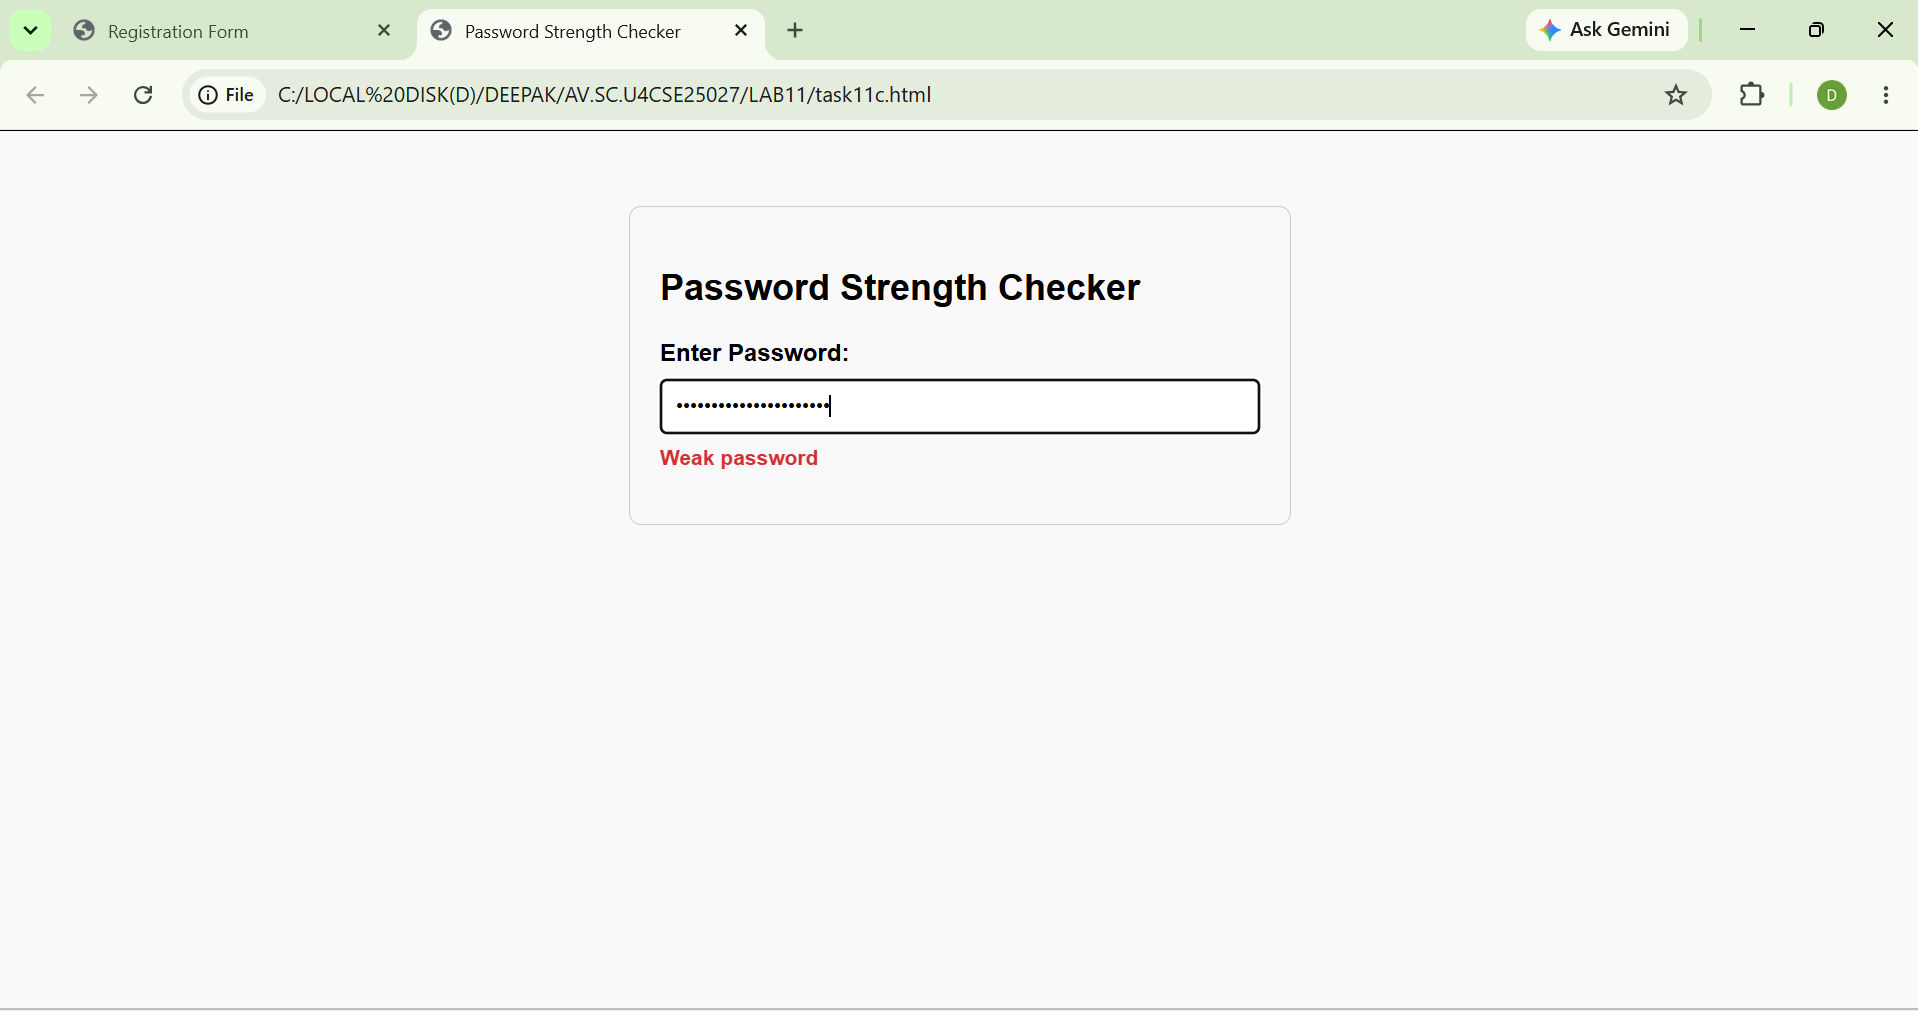 Registration Form
Password Strength Checker
Ask Gemini
File
C:/LOCAL%20DISK(D)/DEEPAK/AV.SC.U4CSE25027/LAB11/task11c.html
D
Password Strength Checker
Enter Password:
••••••••••••••••••••••
Weak password